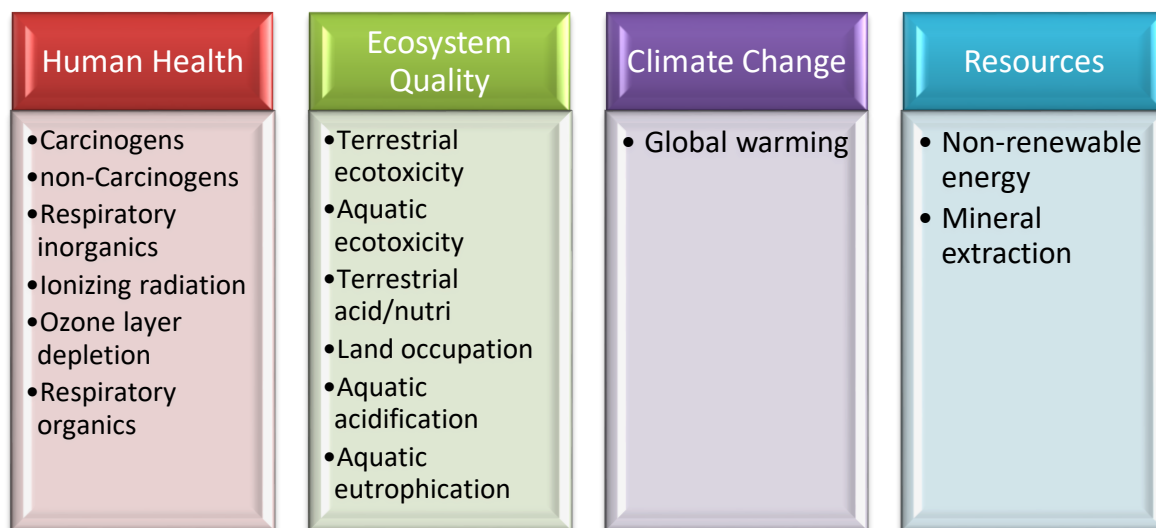 Human Health
•Carcinogens
•non-Carcinogens
•Respiratory
inorganics
•Ionizing radiation
•Ozone layer
depletion
•Respiratory
organics
Ecosystem
Quality
•Terrestrial
ecotoxicity
•Aquatic
ecotoxicity
•Terrestrial
acid/nutri
•Land occupation
•Aquatic
acidification
•Aquatic
eutrophication
Climate Change
• Global warming
Resources
• Non-renewable
energy
• Mineral
extraction